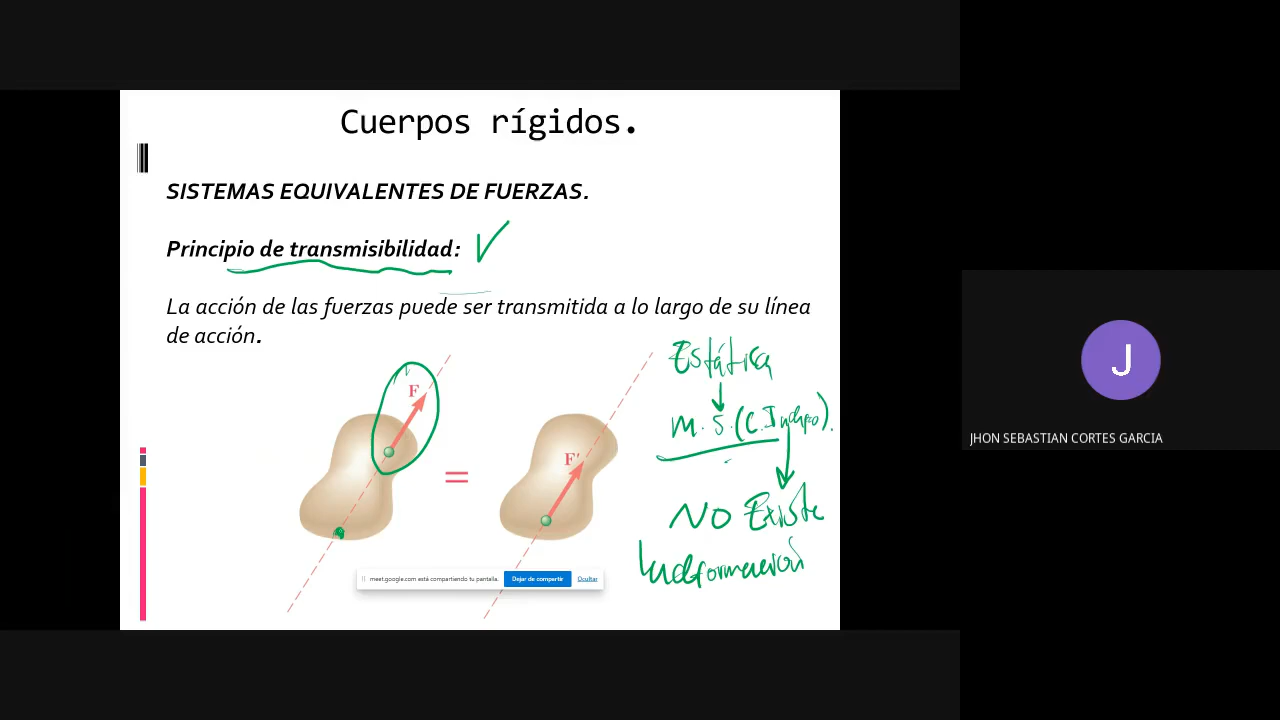 Cuerpos rígidos.
SISTEMAS EQUIVALENTES DE FUERZAS.
Principio de transmisibilidad:
La acción de las fuerzas puede ser transmitida a lo largo de su línea
de acción.
Estática
F
M. S. (C.
F'
=
NO Existe
meet.google.com está compartiendo tu pantalla.
Dejar de compartir
Ocultar
J
JHON SEBASTIAN CORTES GARCIA